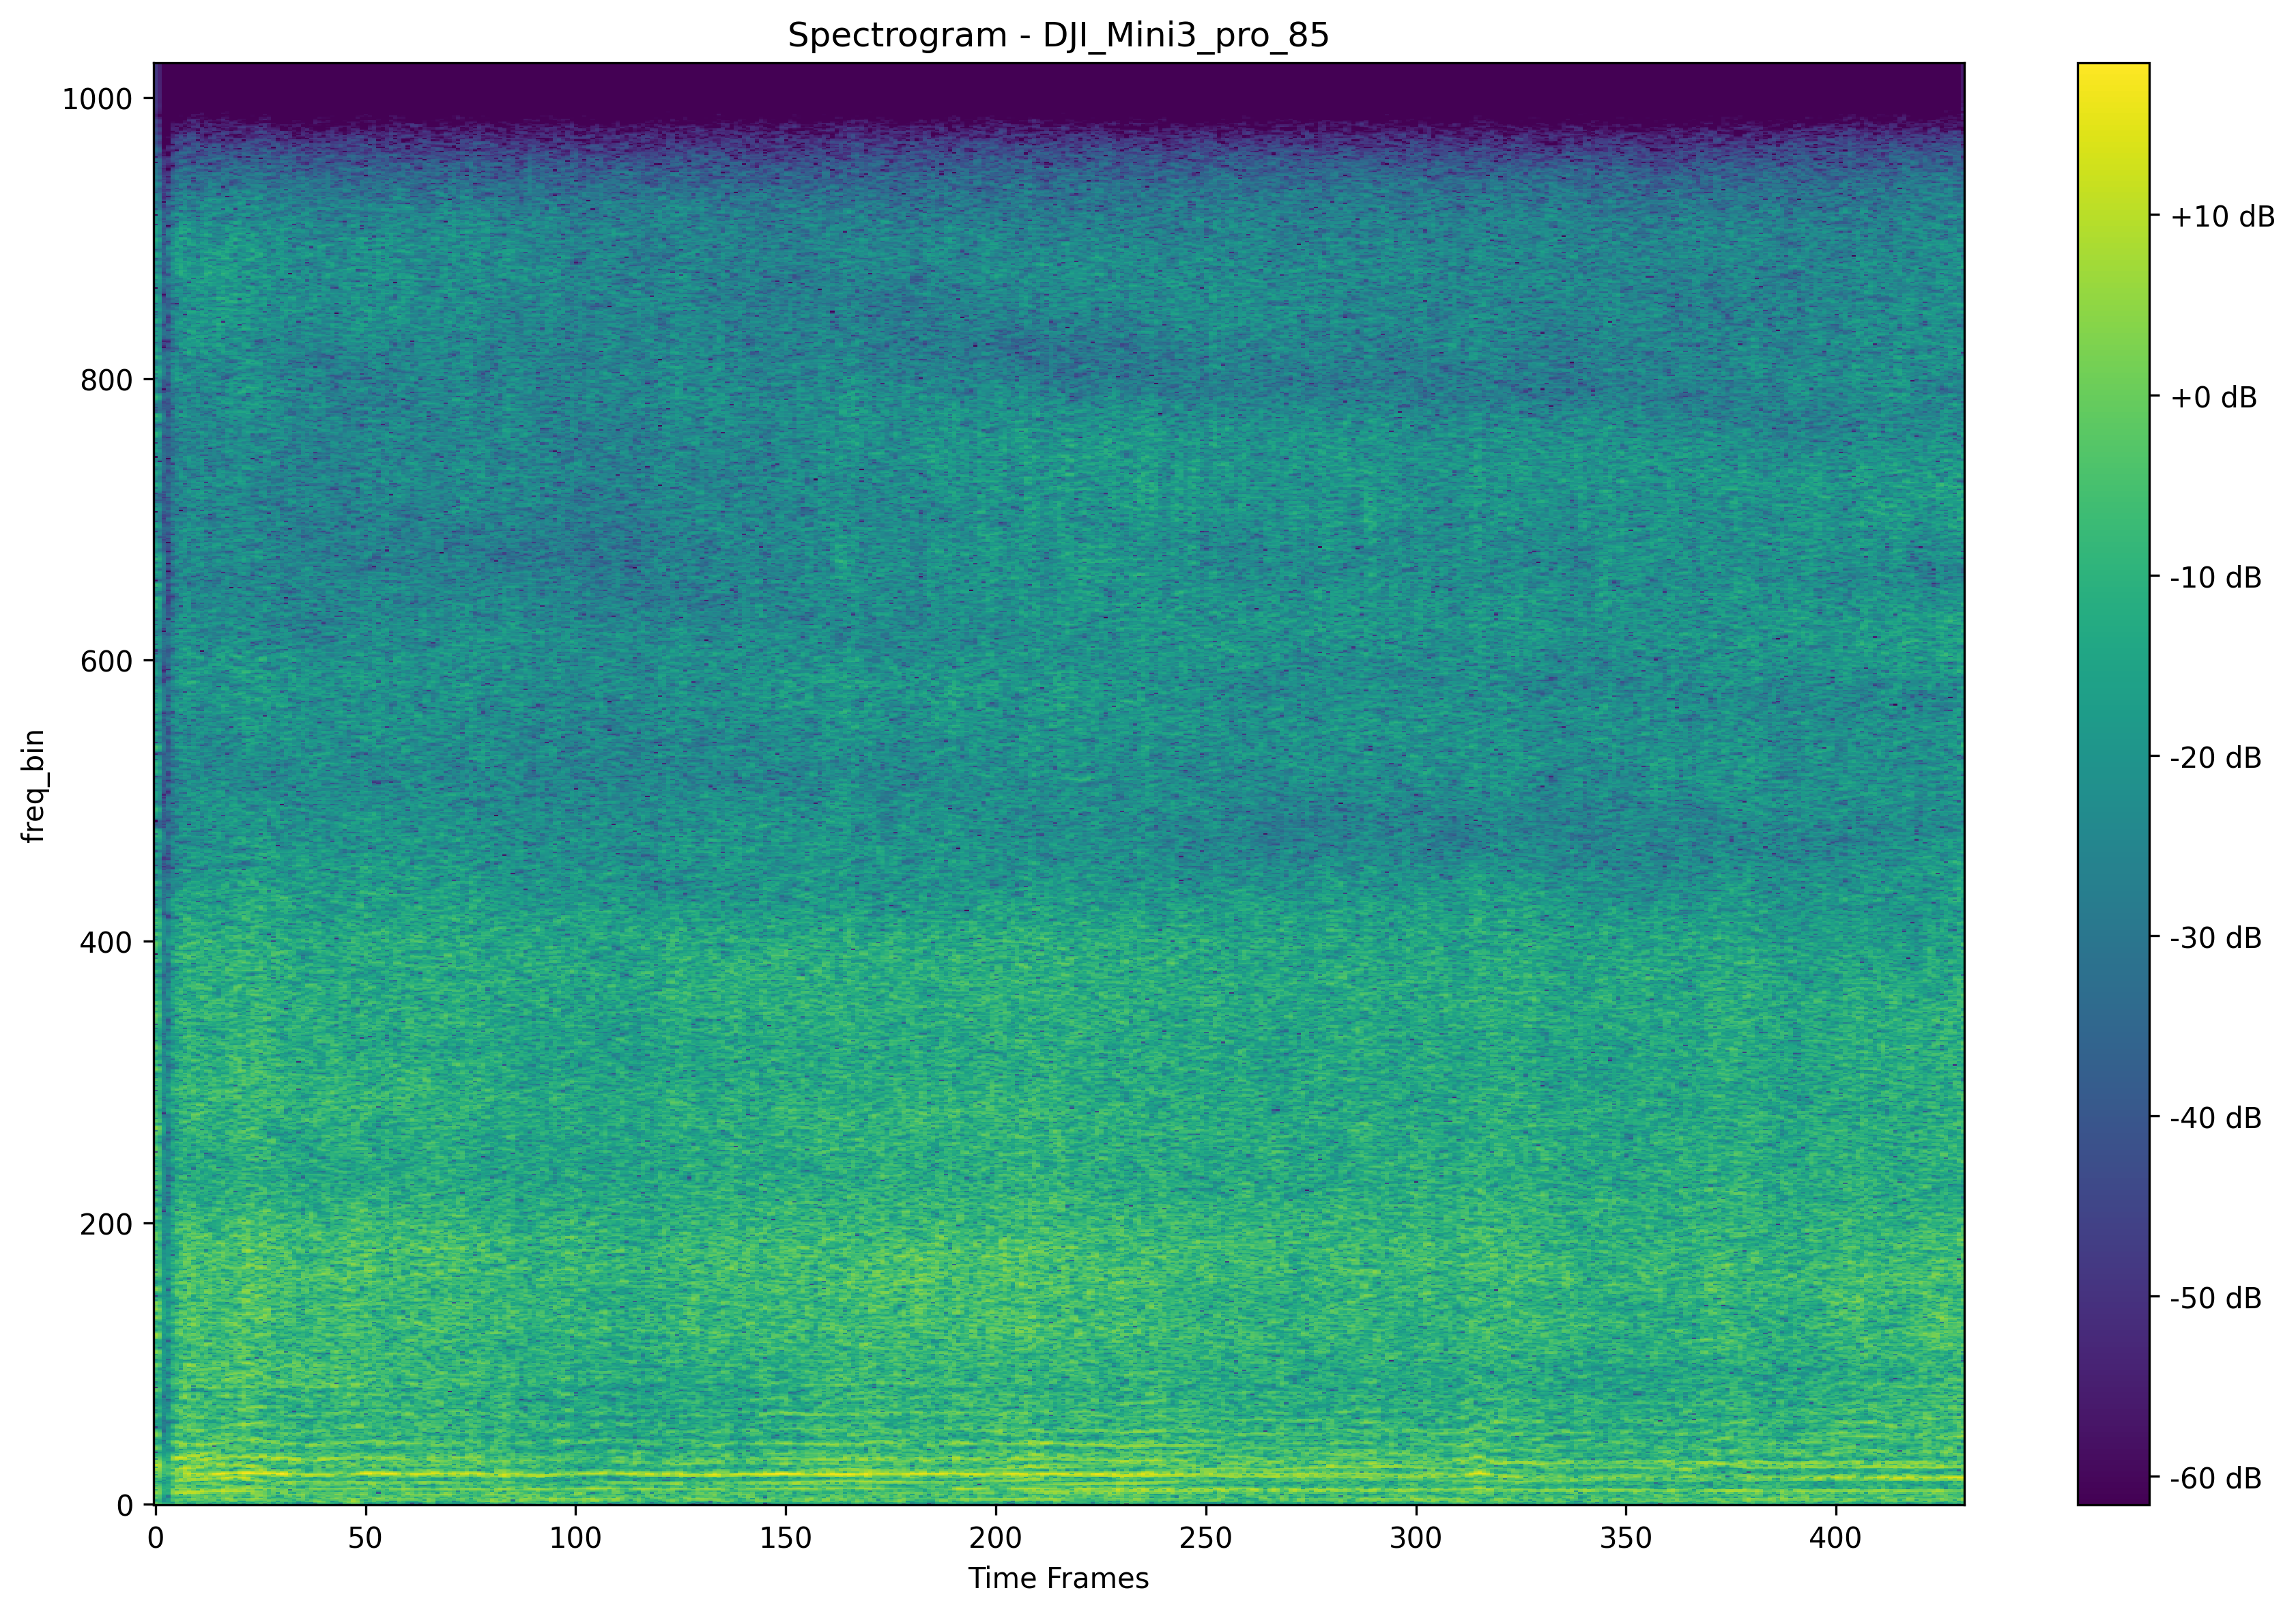 Spectrogram - DJI_Mini3_pro_85
1000
800
600
400
200
0
freq_bin
0 50 100 150 200 250 300 350 400
Time Frames
+10 dB
+0 dB
-10 dB
-20 dB
-30 dB
-40 dB
-50 dB
-60 dB